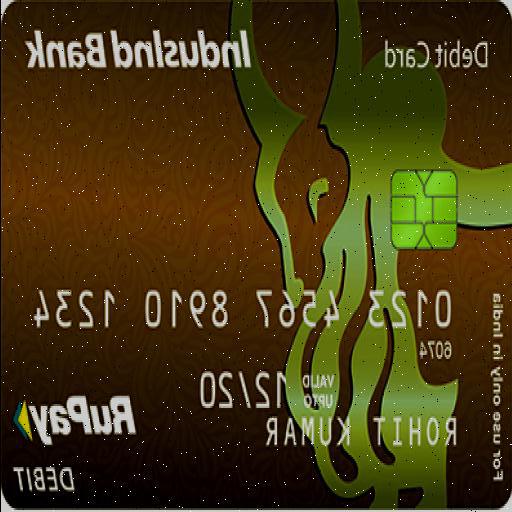 IndusInd Bank
Debit Card
0123 4567 8910 1234
6074
VALID UPTO 12/20
ROHIT KUMAR
RuPay
DEBIT
For use only in India